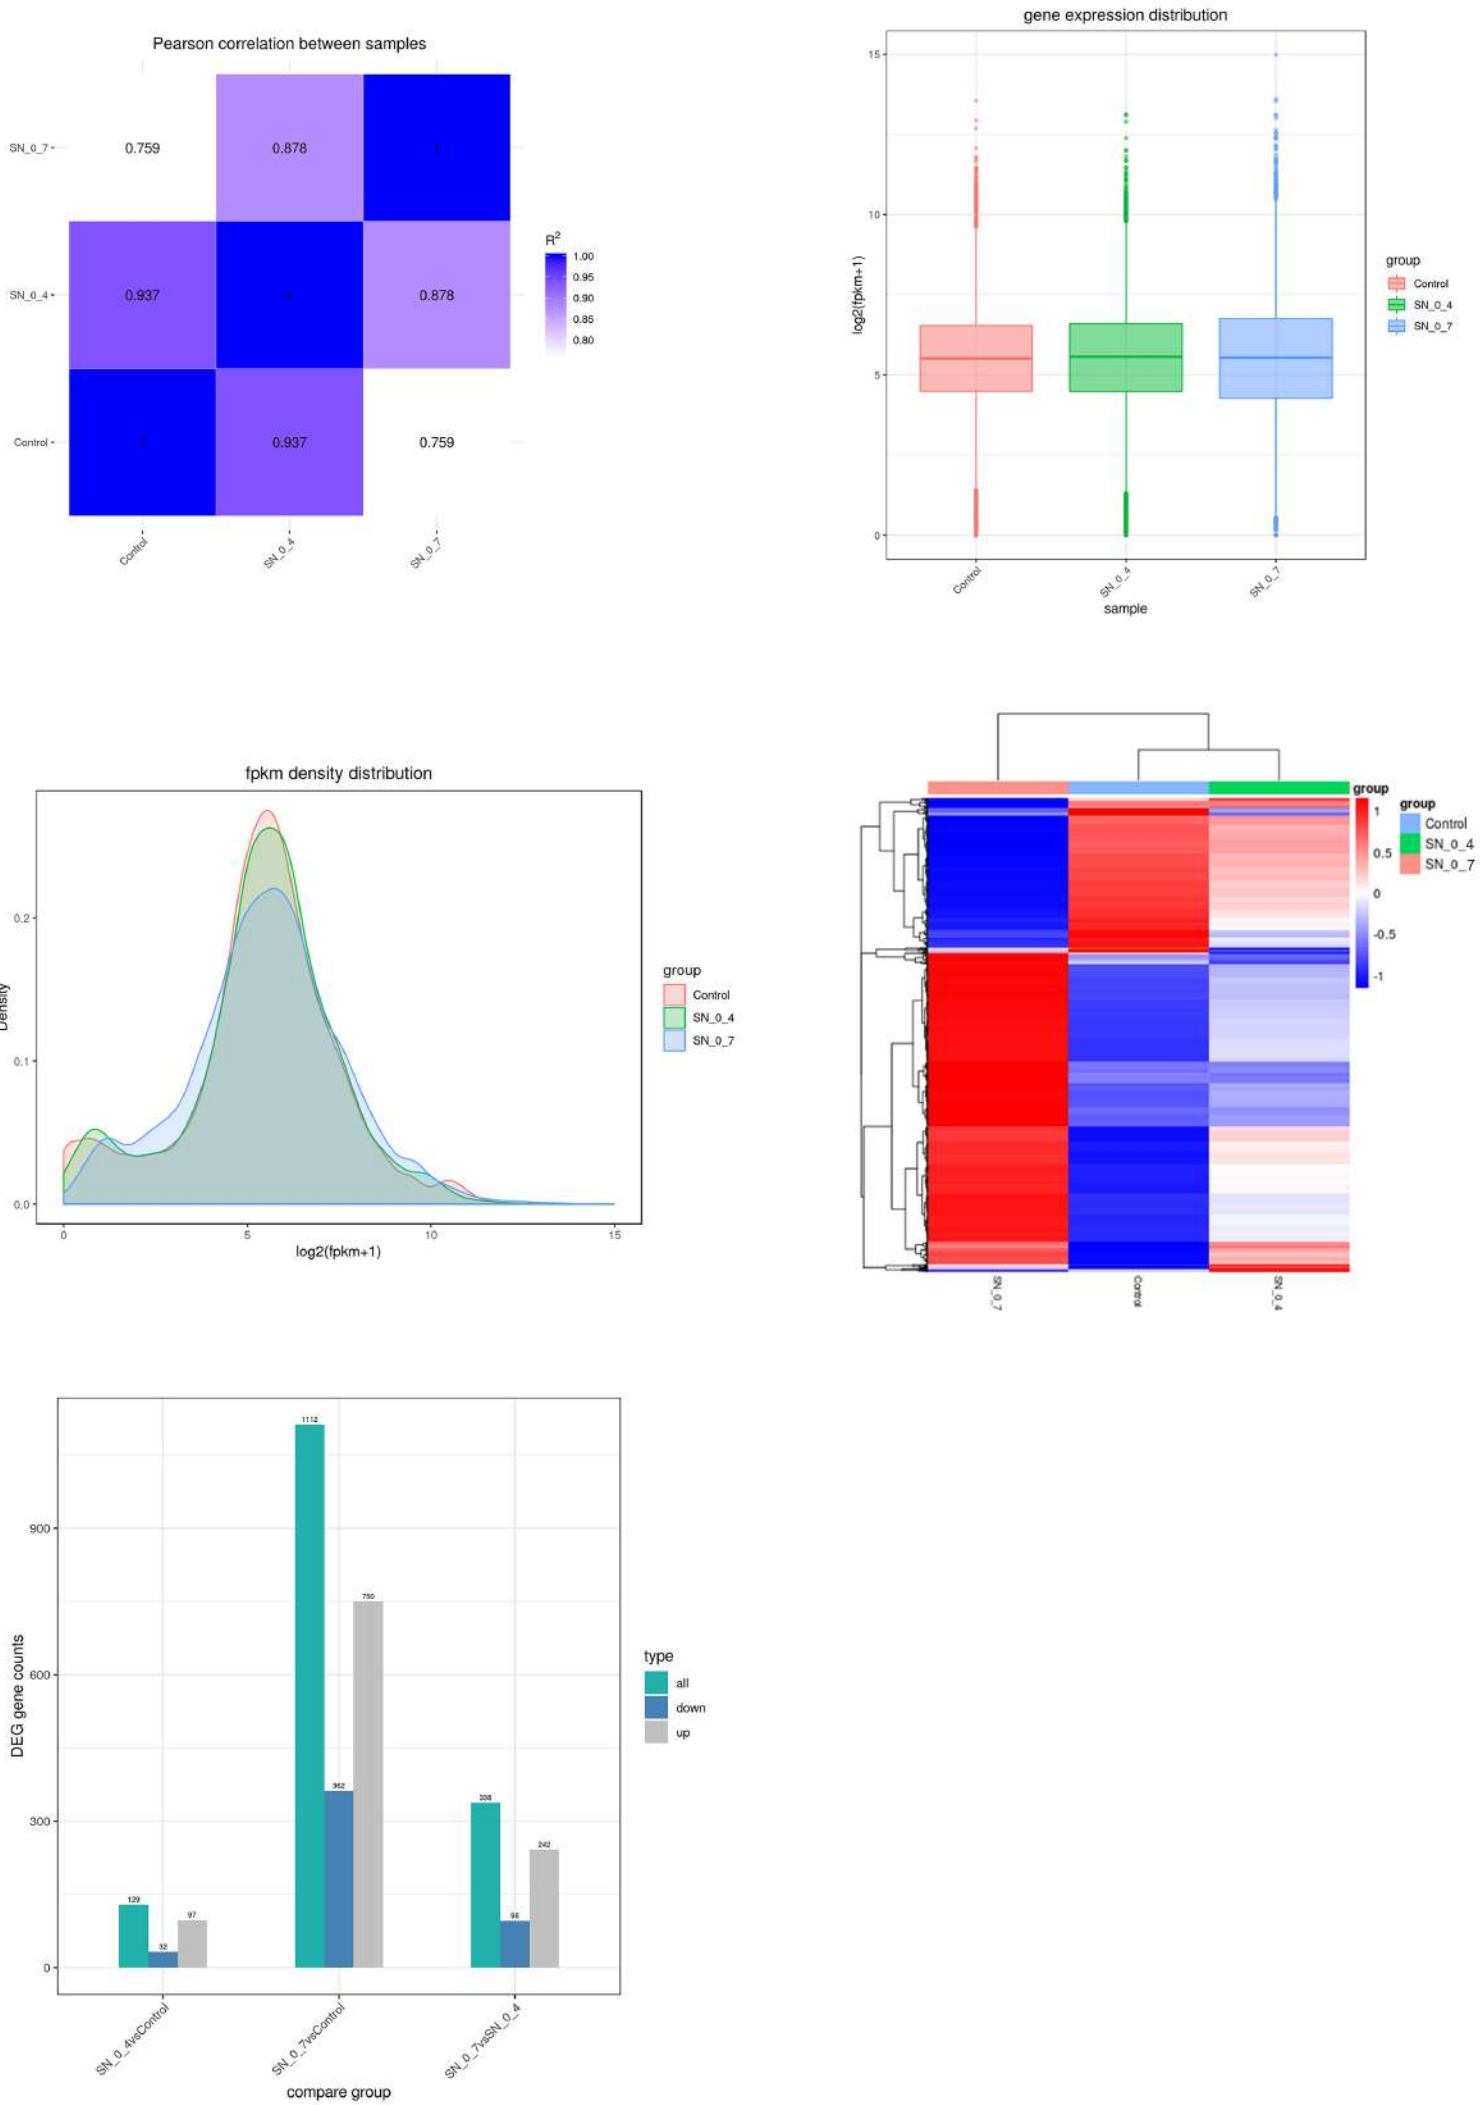 Pearson correlation between samples
SN_0_7
0.759
0.878
1
SN_0_4
0.937
1
0.878
Control
1
0.937
0.759
Control
SN_0_4
SN_0_7
R2
1.00
0.95
0.90
0.85
0.80
gene expression distribution
15
10
5
0
log2(fpkm+1)
Control
SN_0_4
SN_0_7
sample
group
Control
SN_0_4
SN_0_7
fpkm density distribution
Density
0.2
0.1
0.0
0
5
10
15
log2(fpkm+1)
group
Control
SN_0_4
SN_0_7
group
1
0.5
0
-0.5
-1
group
Control
SN_0_4
SN_0_7
SN_0_7
Control
SN_0_4
DEG gene counts
900
600
300
0
129
32
97
1112
362
750
338
96
242
SN_0_4vsControl
SN_0_7vsControl
SN_0_7vsSN_0_4
compare group
type
all
down
up